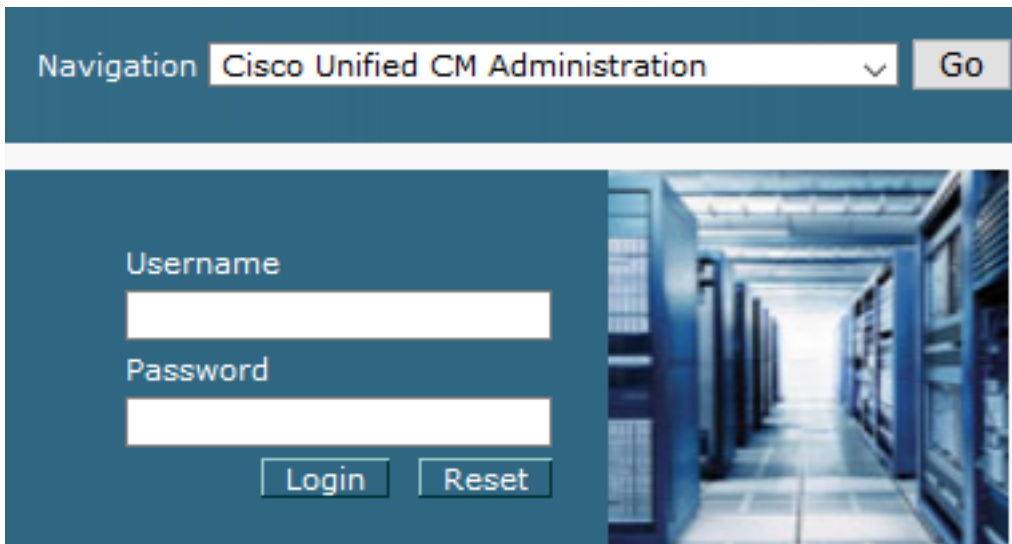 Navigation Cisco Unified CM Administration Go
Username
Password
Login Reset